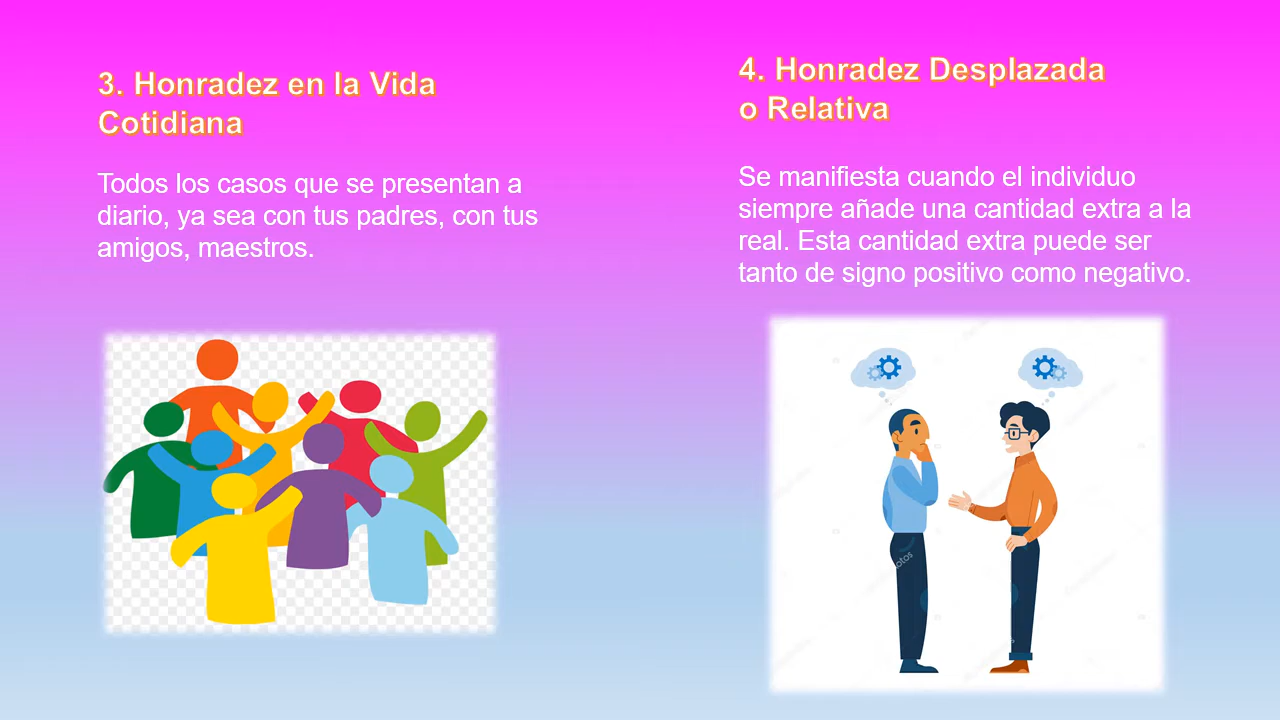 3. Honradez en la Vida
Cotidiana
Todos los casos que se presentan a
diario, ya sea con tus padres, con tus
amigos, maestros.
4. Honradez Desplazada
o Relativa
Se manifiesta cuando el individuo
siempre añade una cantidad extra a la
real. Esta cantidad extra puede ser
tanto de signo positivo como negativo.